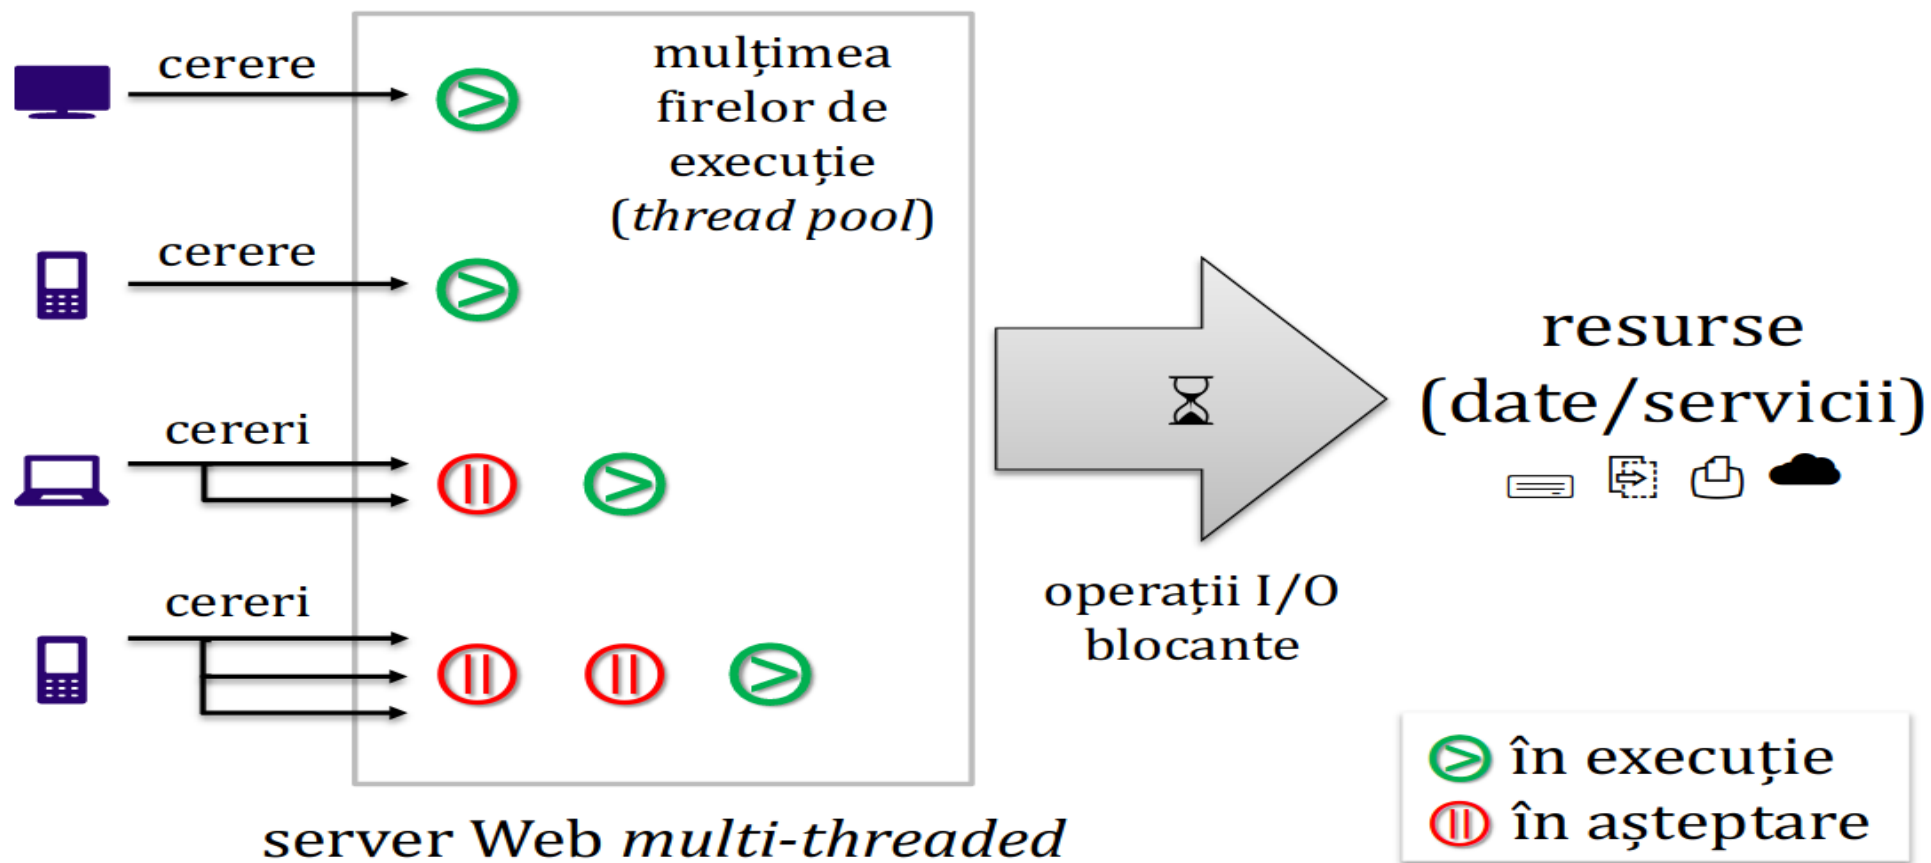 cerere
mulțimea
firelor de
execuție
(thread pool)
cerere
cereri
cereri
operații I/O
blocante
resurse
(date/servicii)
în execuție
în așteptare
server Web multi-threaded